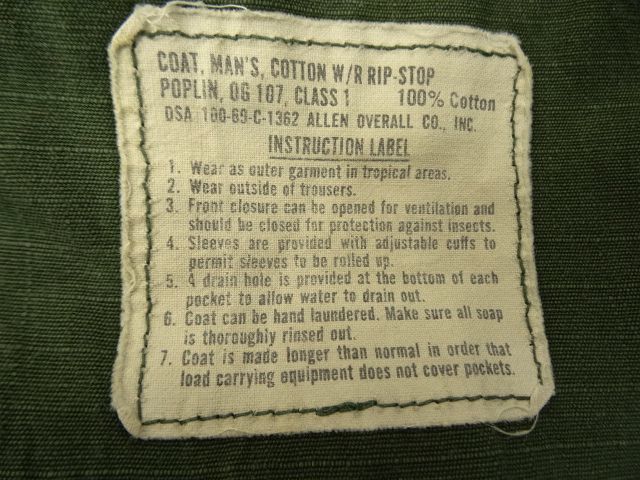 COAT, MAN'S, COTTON W/R RIP-STOP
POPLIN, OG 107, CLASS 1 100% Cotton
DSA 100-69-C-1362 ALLEN OVERALL CO., INC.
INSTRUCTION LABEL
1. Wear as outer garment in tropical areas.
2. Wear outside of trousers.
3. Front closure can be opened for ventilation and
should be closed for protection against insects.
4. Sleeves are provided with adjustable cuffs to
permit sleeves to be rolled up.
5. A drain hole is provided at the bottom of each
pocket to allow water to drain out.
6. Coat can be hand laundered. Make sure all soap
is thoroughly rinsed out.
7. Coat is made longer than normal in order that
load carrying equipment does not cover pockets.